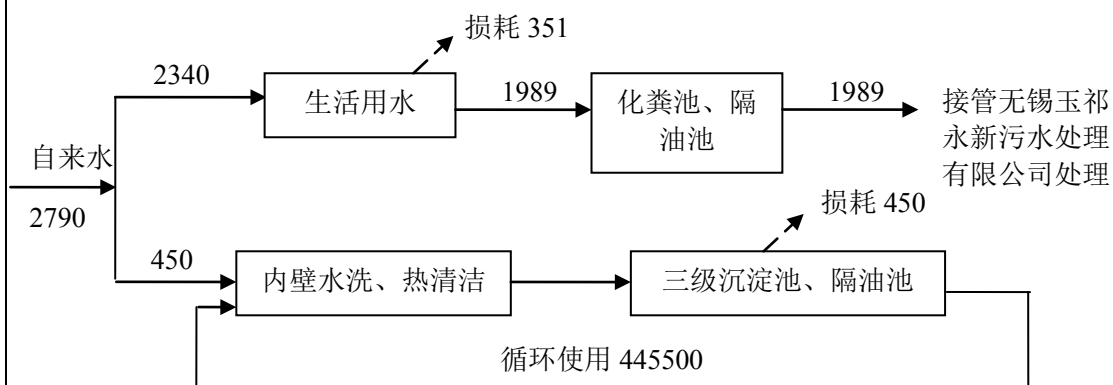 损耗 351
2340
生活用水
1989
化粪池、隔
油池
1989
接管无锡玉祁
永新污水处理
有限公司处理
自来水
2790
损耗 450
450
内壁水洗、热清洁
三级沉淀池、隔油池
循环使用 445500